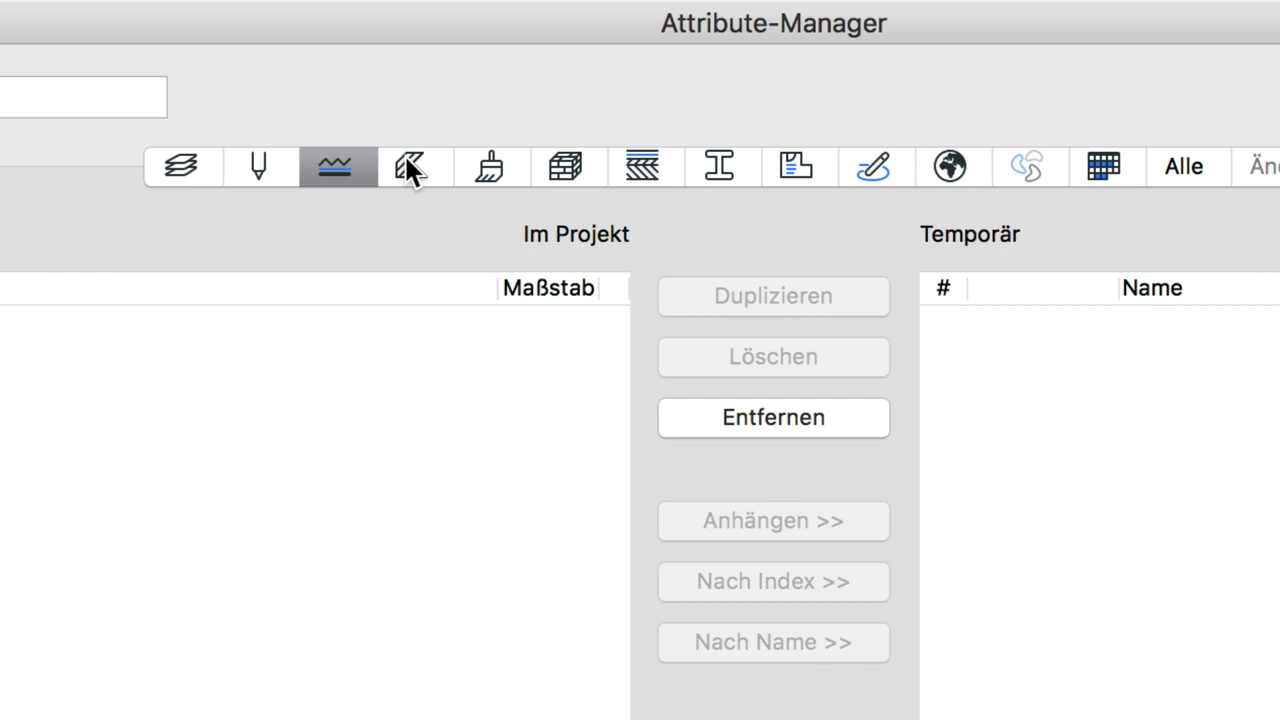 Attribute-Manager
Alle
Im Projekt
Temporär
Maßstab
#
Name
Duplizieren
Löschen
Entfernen
Anhängen >>
Nach Index >>
Nach Name >>